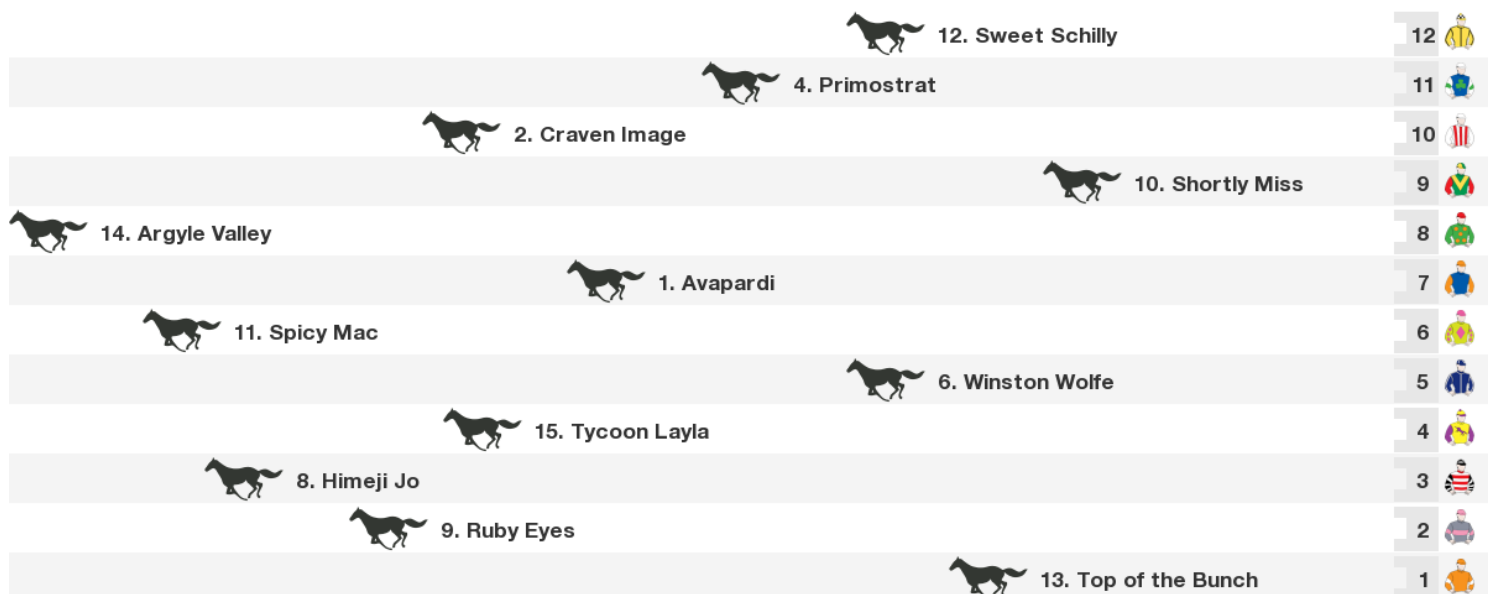 12. Sweet Schilly 12
4. Primostrat 11
2. Craven Image 10
10. Shortly Miss 9
14. Argyle Valley 8
1. Avapardi 7
11. Spicy Mac 6
6. Winston Wolfe 5
15. Tycoon Layla 4
8. Himeji Jo 3
9. Ruby Eyes 2
13. Top of the Bunch 1